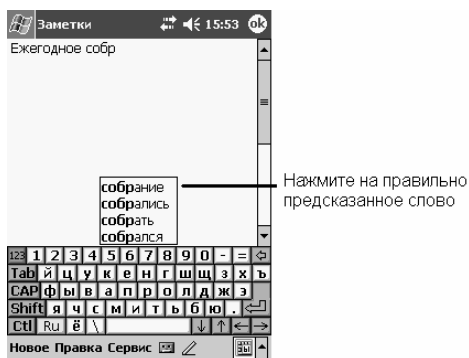 Заметки 15:53 ok
Ежегодное собр
собрание
собрались
собрать
собрался
Нажмите на правильно
предсказанное слово
123 1 2 3 4 5 6 7 8 9 0 - =
Tab й ц у к е н г ш щ з х ъ
CAP ф ы в а п р о л д ж э
Shift я ч с м и т ь б ю .
Ctl Ru ё \
Новое Правка Сервис